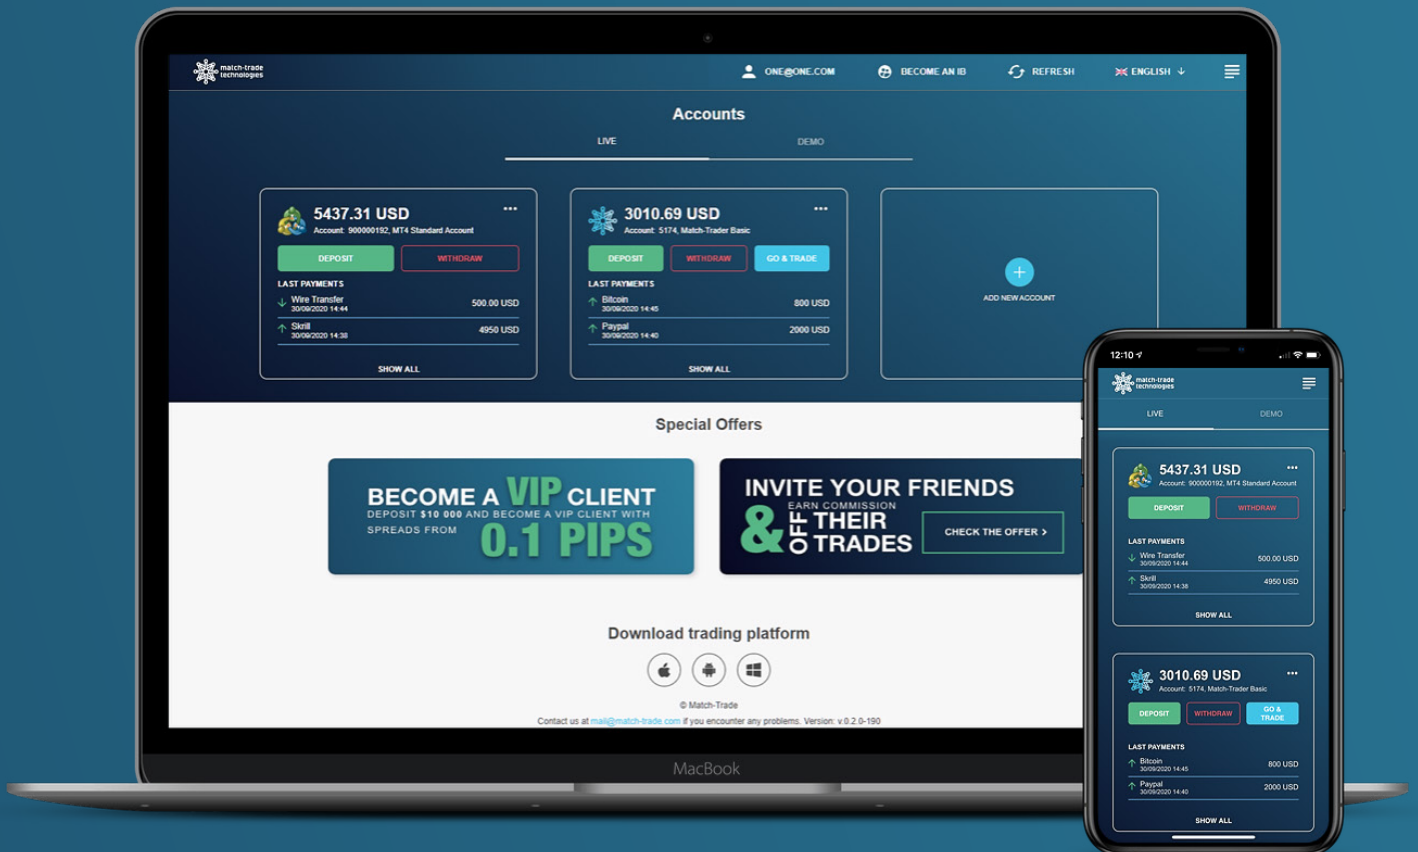 match-trade
technologies
ONE@ONE.COM
BECOME AN IB
REFRESH
ENGLISH
Accounts
LIVE
DEMO
5437.31 USD
Account: 900000192, MT4 Standard Account
DEPOSIT
WITHDRAW
LAST PAYMENTS
Wire Transfer
30/09/2020 14:44
500.00 USD
Skrill
30/09/2020 14:38
4950 USD
SHOW ALL
3010.69 USD
Account: 5174, Match-Trader Basic
DEPOSIT
WITHDRAW
GO & TRADE
LAST PAYMENTS
Bitcoin
30/09/2020 14:45
800 USD
Paypal
30/09/2020 14:40
2000 USD
SHOW ALL
ADD NEW ACCOUNT
Special Offers
BECOME A VIP CLIENT
DEPOSIT $10 000 AND BECOME A VIP CLIENT WITH
SPREADS FROM
0.1 PIPS
INVITE YOUR FRIENDS
& EARN COMMISSION
OFF THEIR
TRADES
CHECK THE OFFER >
Download trading platform
© Match-Trade
Contact us at mail@match-trade.com if you encounter any problems. Version: v.0.2.0-190
MacBook
12:10
match-trade
technologies
LIVE
DEMO
5437.31 USD
Account: 900000192, MT4 Standard Account
DEPOSIT
WITHDRAW
LAST PAYMENTS
Wire Transfer
30/09/2020 14:44
500.00 USD
Skrill
30/09/2020 14:38
4950 USD
SHOW ALL
3010.69 USD
Account: 5174, Match-Trader Basic
DEPOSIT
WITHDRAW
GO &
TRADE
LAST PAYMENTS
Bitcoin
30/09/2020 14:45
800 USD
Paypal
30/09/2020 14:40
2000 USD
SHOW ALL